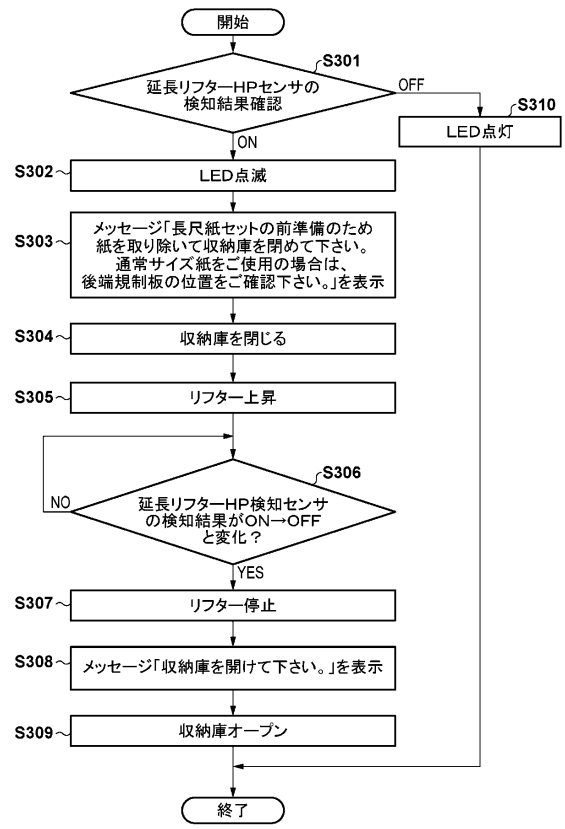 開始
S301
延長リフターHPセンサの
検知結果確認
OFF
S310
LED点灯
ON
S302
LED点滅
S303
メッセージ「長尺紙セットの前準備のため
紙を取り除いて収納庫を閉めて下さい。
通常サイズ紙をご使用の場合は、
後端規制板の位置をご確認下さい。」を表示
S304
収納庫を閉じる
S305
リフター上昇
S306
NO
延長リフターHP検知センサ
の検知結果がON→OFF
と変化？
YES
S307
リフター停止
S308
メッセージ「収納庫を開けて下さい。」を表示
S309
収納庫オープン
終了